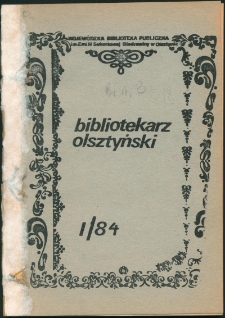 WOJEWÓDZKA BIBLIOTEKA PUBLICZNA
im. Emilii Sukertowej Biedrawiny w Olsztynie
bibliotekarz
olsztyński
1/84